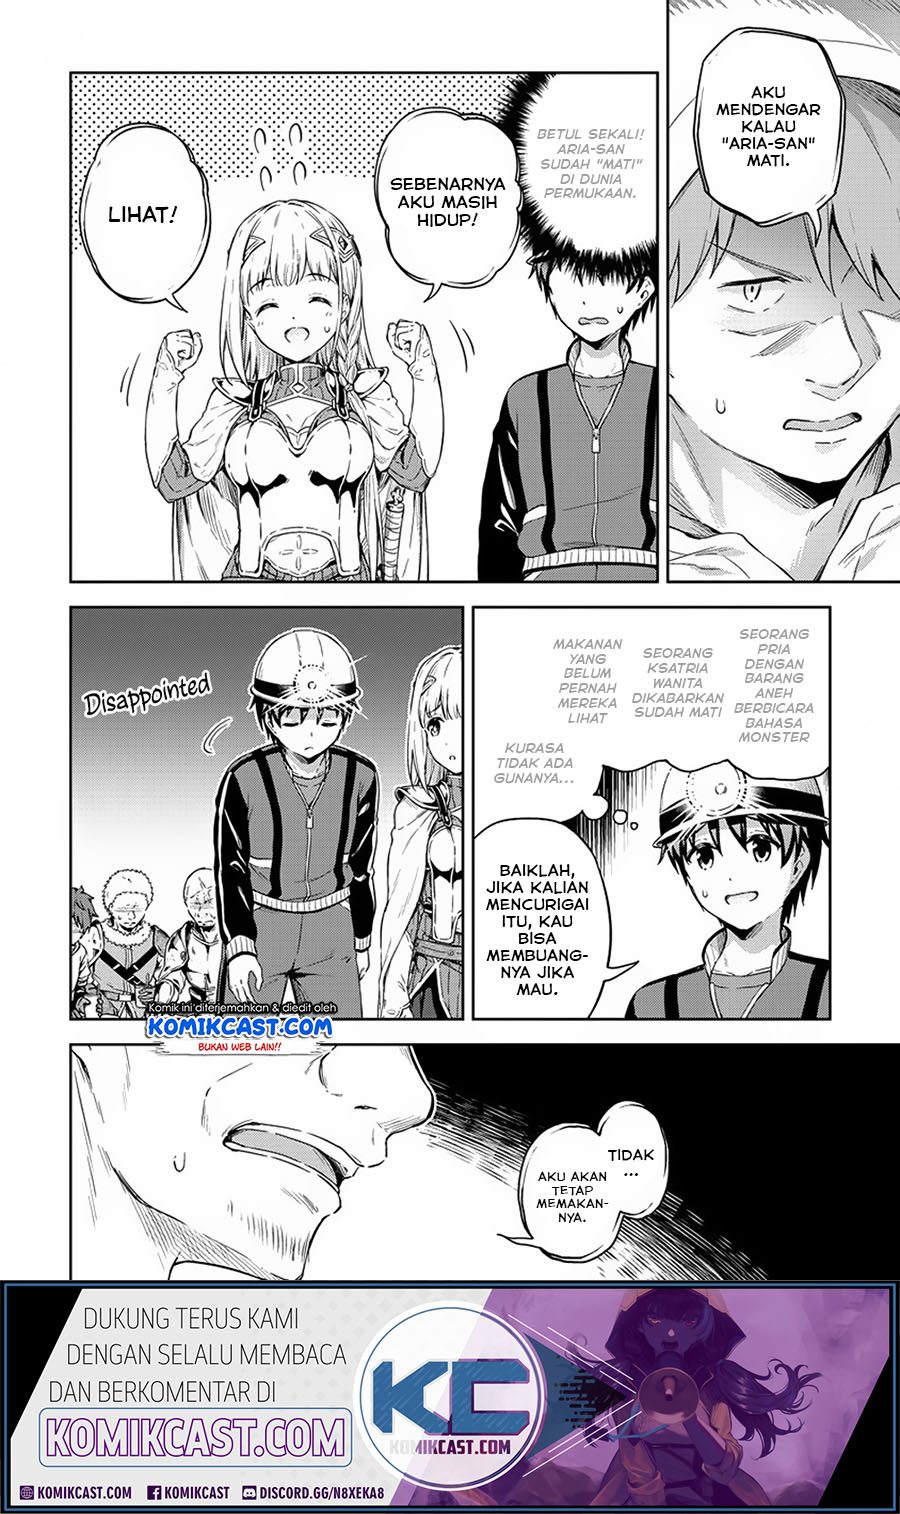 AKU
MENDENGAR
KALAU
"ARIA-SAN"
MATI.
BETUL SEKALI!
ARIA-SAN
SUDAH "MATI"
DI DUNIA
PERMUKAAN.
SEBENARNYA
AKU MASIH
HIDUP!
LIHAT!
SEORANG
PRIA
DENGAN
BARANG
ANEH
BERBICARA
BAHASA
MONSTER
SEORANG
KSATRIA
WANITA
DIKABARKAN
SUDAH MATI
MAKANAN
YANG
BELUM
PERNAH
MEREKA
LIHAT
KURASA
TIDAK ADA
GUNANYA...
BAIKLAH,
JIKA KALIAN
MENCURIGAI
ITU, KAU
BISA
MEMBUANG-
NYA JIKA
MAU.
Disappointed
Komik ini diterjemahkan & diedit oleh
KOMIKCAST.COM
BUKAN WEB LAIN!!
TIDAK
...
AKU AKAN
TETAP
MEMAKAN-
NYA.
DUKUNG TERUS KAMI
DENGAN SELALU MEMBACA
DAN BERKOMENTAR DI
KOMIKCAST.COM
KC
KOMIKCAST.COM
KOMIKCAST.COM KOMIKCAST DISCORD.GG/N8XEKA8